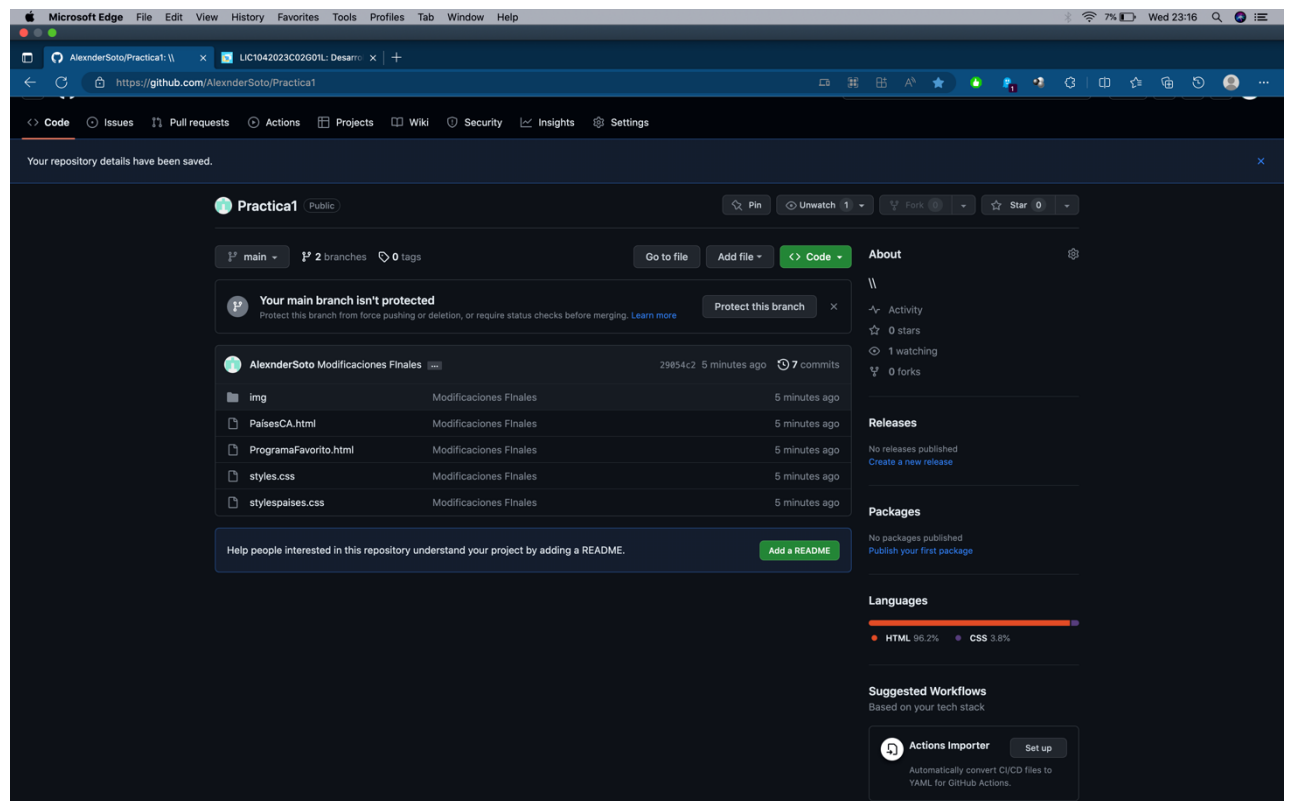 Microsoft Edge File Edit View History Favorites Tools Profiles Tab Window Help 7% Wed 23:16
AlexnderSoto/Practica1: \\ LIC1042023C02G01L: Desarro
https://github.com/AlexnderSoto/Practica1 1
Code Issues Pull requests Actions Projects Wiki Security Insights Settings
Your repository details have been saved.
Practica1 Public Pin Unwatch 1 Fork 0 Star 0
main 2 branches 0 tags Go to file Add file Code
Your main branch isn't protected
Protect this branch from force pushing or deletion, or require status checks before merging. Learn more
Protect this branch
AlexnderSoto Modificaciones FInales ... 29054c2 5 minutes ago 7 commits
img Modificaciones FInales 5 minutes ago
PaísesCA.html Modificaciones FInales 5 minutes ago
ProgramaFavorito.html Modificaciones FInales 5 minutes ago
styles.css Modificaciones FInales 5 minutes ago
stylespaises.css Modificaciones FInales 5 minutes ago
Help people interested in this repository understand your project by adding a README. Add a README
About
\\
Activity
0 stars
1 watching
0 forks
Releases
No releases published
Create a new release
Packages
No packages published
Publish your first package
Languages
HTML 96.2% CSS 3.8%
Suggested Workflows
Based on your tech stack
Actions Importer Set up
Automatically convert CI/CD files to
YAML for GitHub Actions.